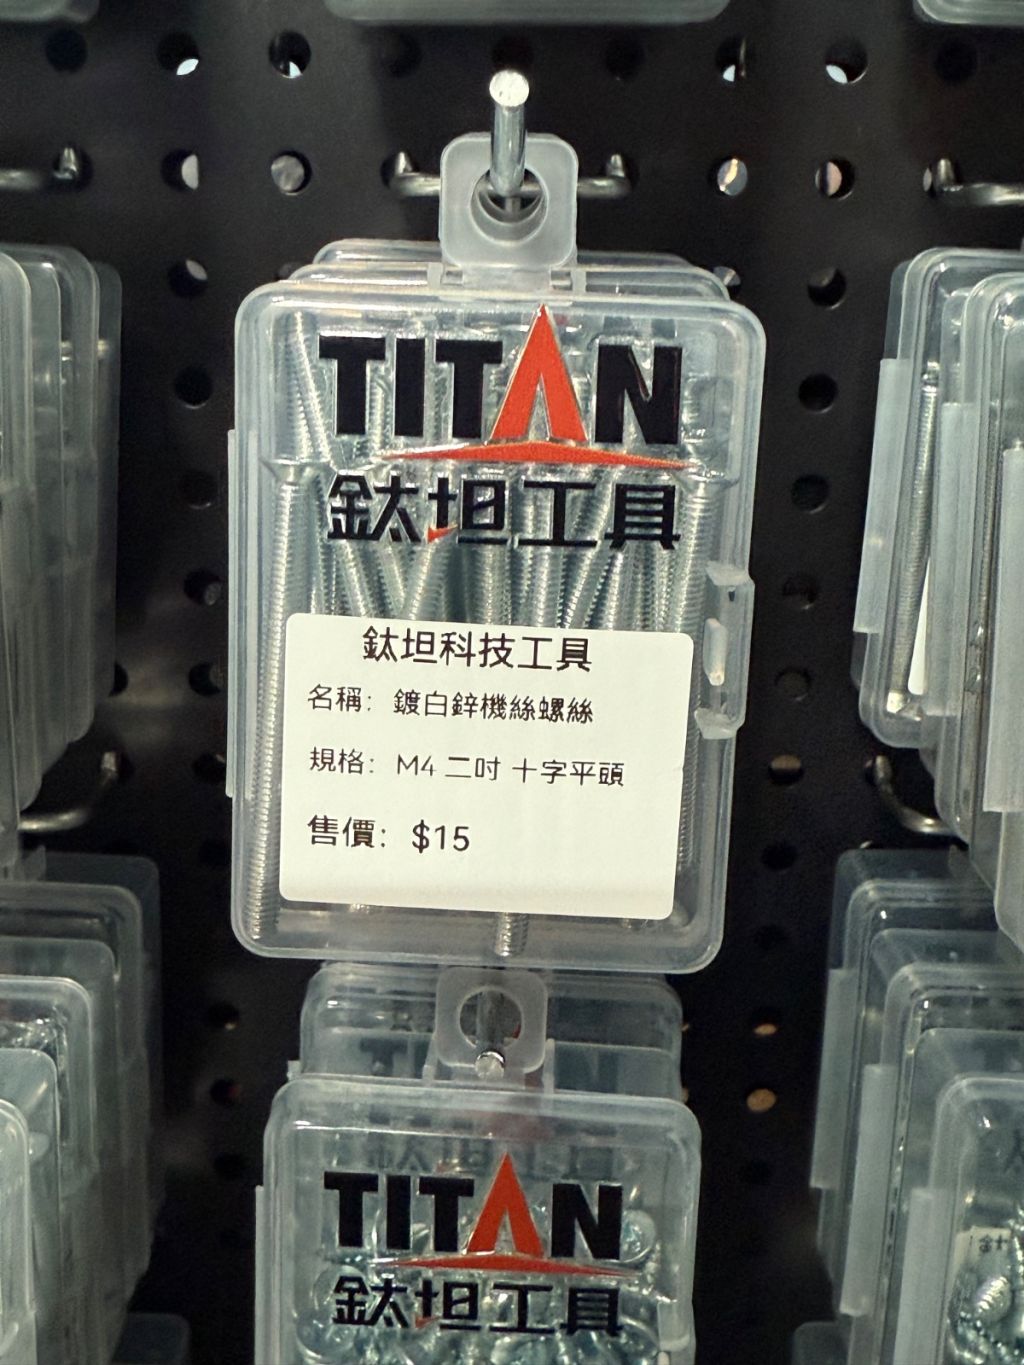 TITAN
鈦坦工具
鈦坦科技工具
名稱: 鍍白鋅機絲螺絲
規格: M4 二吋 十字平頭
售價: $15
TITAN
鈦坦工具